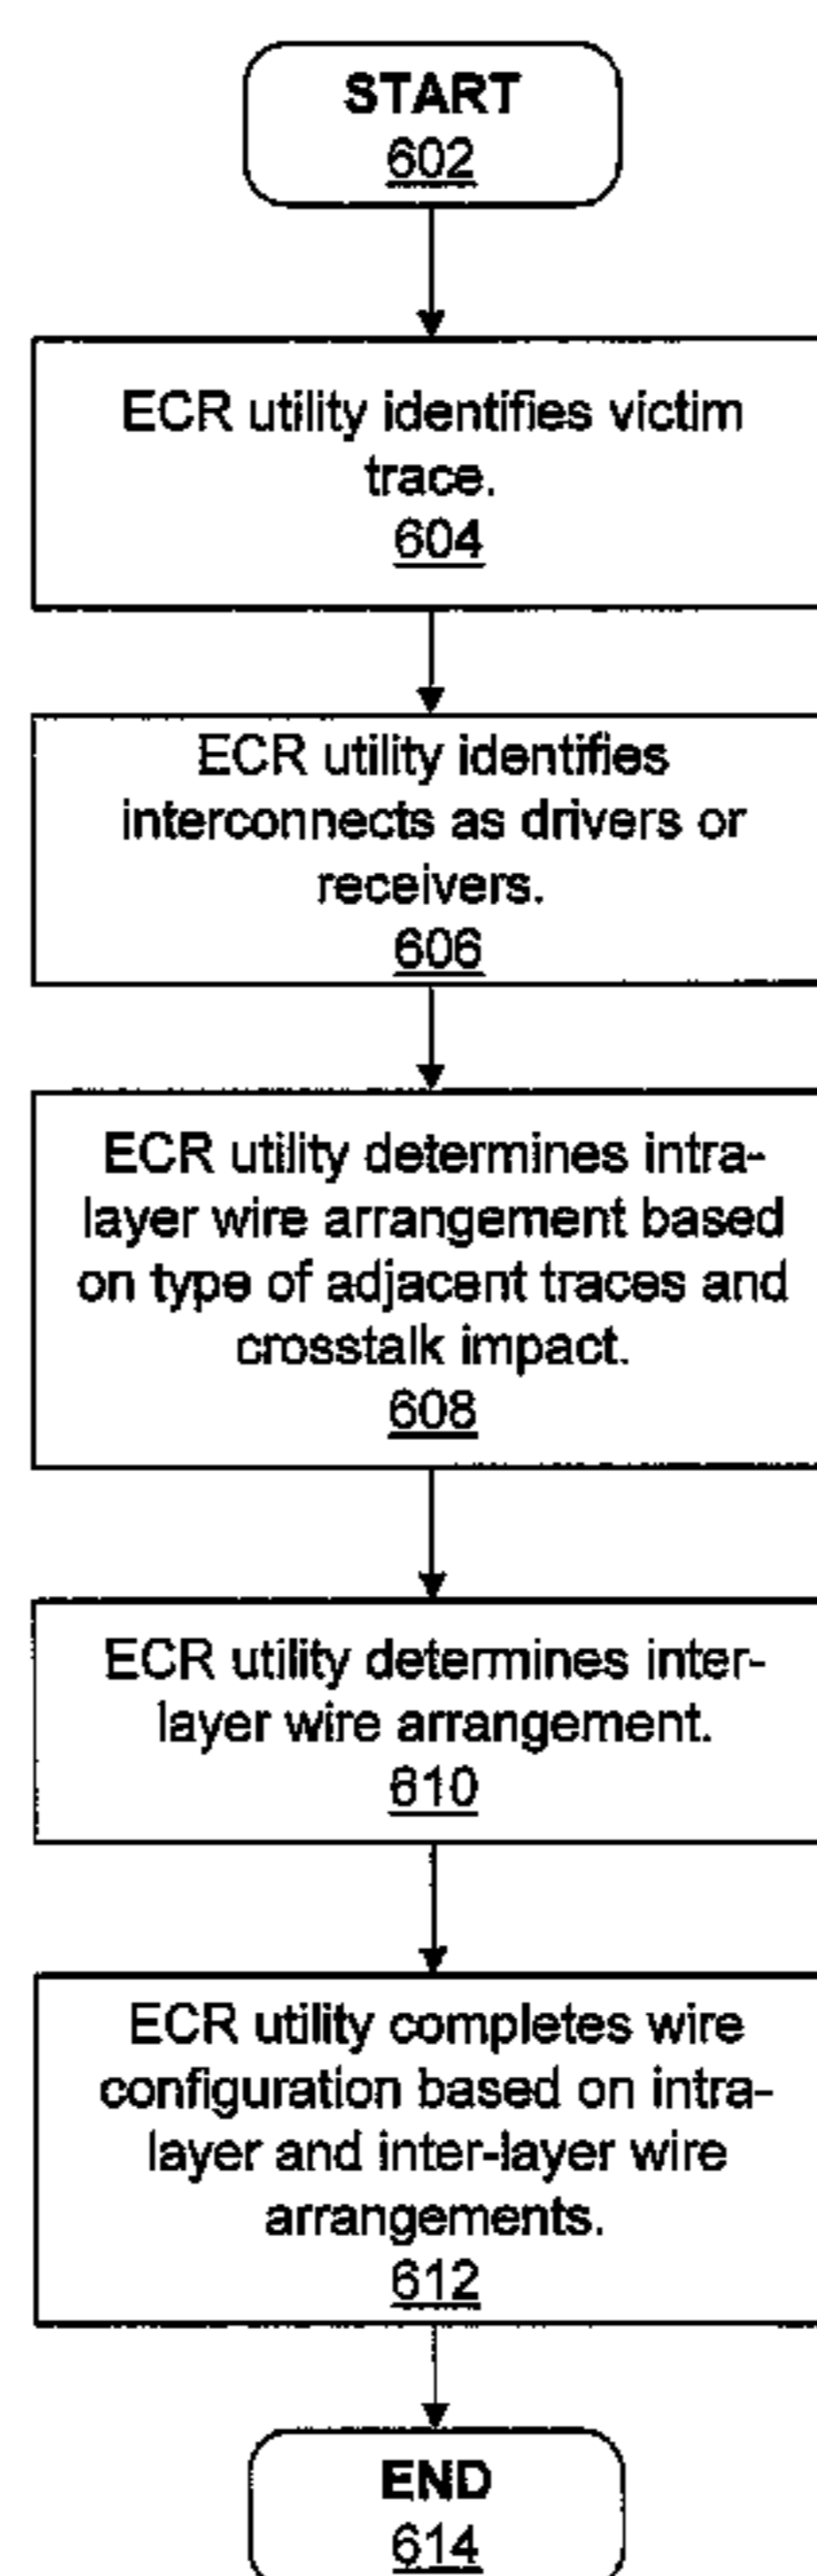 START
602
ECR utility identifies victim
trace.
604
ECR utility identifies
interconnects as drivers or
receivers.
606
ECR utility determines intra-
layer wire arrangement based
on type of adjacent traces and
crosstalk impact.
608
ECR utility determines inter-
layer wire arrangement.
610
ECR utility completes wire
configuration based on intra-
layer and inter-layer wire
arrangements.
612
END
614